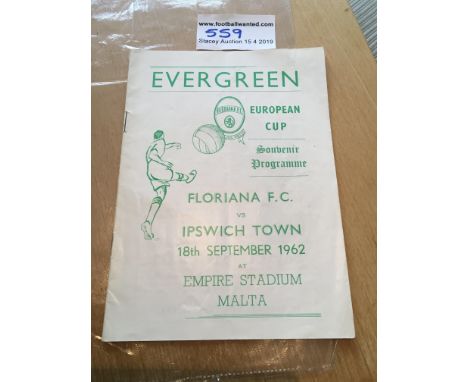 www.footballwanted.com
559
Stacey Auction 15 4 2019
EVERGREEN
FLORIANA F.C.
EUROPEAN
CUP
Souvenir
Programme
FLORIANA F.C.
VS
IPSWICH TOWN
18th SEPTEMBER 1962
AT
EMPIRE STADIUM
MALTA